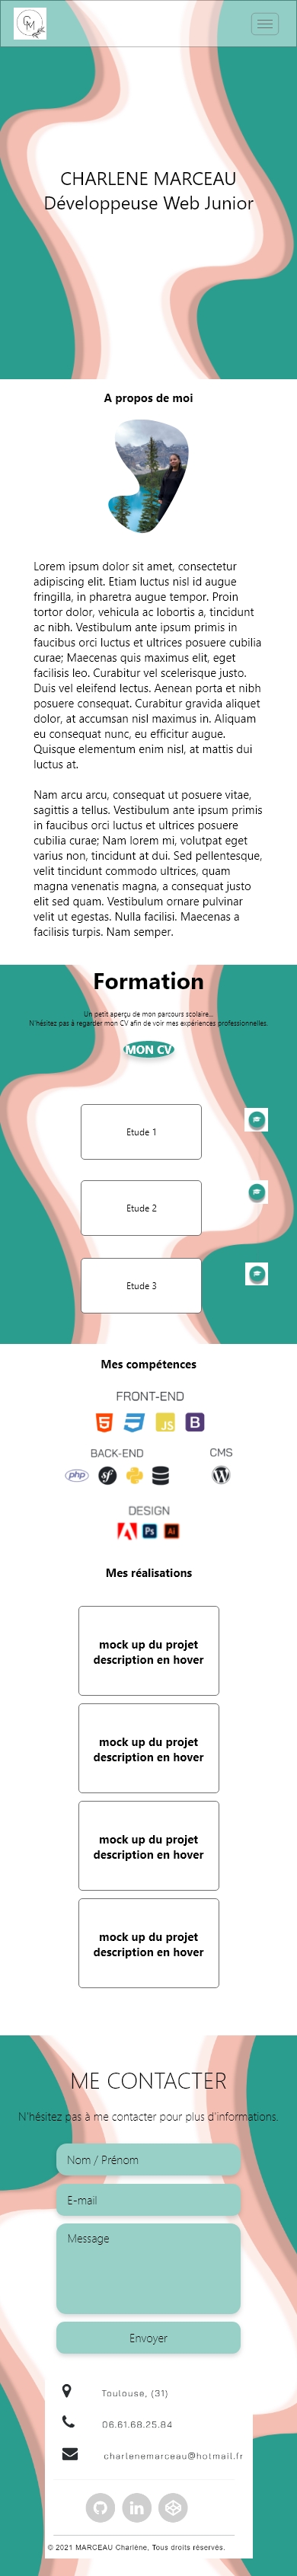 CM
CHARLENE MARCEAU
Développeuse Web Junior
A propos de moi
Lorem ipsum dolor sit amet, consectetur
adipiscing elit. Etiam luctus nisl id augue
fringilla, in pharetra augue tempor. Proin
tortor dolor, vehicula ac lobortis a, tincidunt
ac nibh. Vestibulum ante ipsum primis in
faucibus orci luctus et ultrices posuere cubilia
curae; Maecenas quis maximus elit, eget
facilisis leo. Curabitur vel scelerisque justo.
Duis vel eleifend lectus. Aenean porta et nibh
posuere consequat. Curabitur gravida aliquet
dolor, at accumsan nisl maximus in. Aliquam
eu consequat nunc, eu efficitur augue.
Quisque elementum enim nisl, at mattis dui
luctus at.
Nam arcu arcu, consequat ut posuere vitae,
sagittis a tellus. Vestibulum ante ipsum primis
in faucibus orci luctus et ultrices posuere
cubilia curae; Nam lorem mi, volutpat eget
varius non, tincidunt at dui. Sed pellentesque,
velit tincidunt commodo ultrices, quam
magna venenatis magna, a consequat justo
elit sed quam. Vestibulum ornare pulvinar
velit ut egestas. Nulla facilisi. Maecenas a
facilisis turpis. Nam semper.
Formation
Un petit aperçu de mon parcours scolaire...
N'hésitez pas à regarder mon CV afin de voir mes expériences professionnelles.
MON CV
Etude 1
Etude 2
Etude 3
Mes compétences
FRONT-END
5 3 JS B
BACK-END CMS
php sf W
DESIGN
Ps Ai
Mes réalisations
mock up du projet
description en hover
mock up du projet
description en hover
mock up du projet
description en hover
mock up du projet
description en hover
ME CONTACTER
N'hésitez pas à me contacter pour plus d'informations.
Nom / Prénom
E-mail
Message
Envoyer
Toulouse, (31)
06.61.68.25.84
charlenemarceau@hotmail.fr
in
© 2021 MARCEAU Charlène, Tous droits réservés.